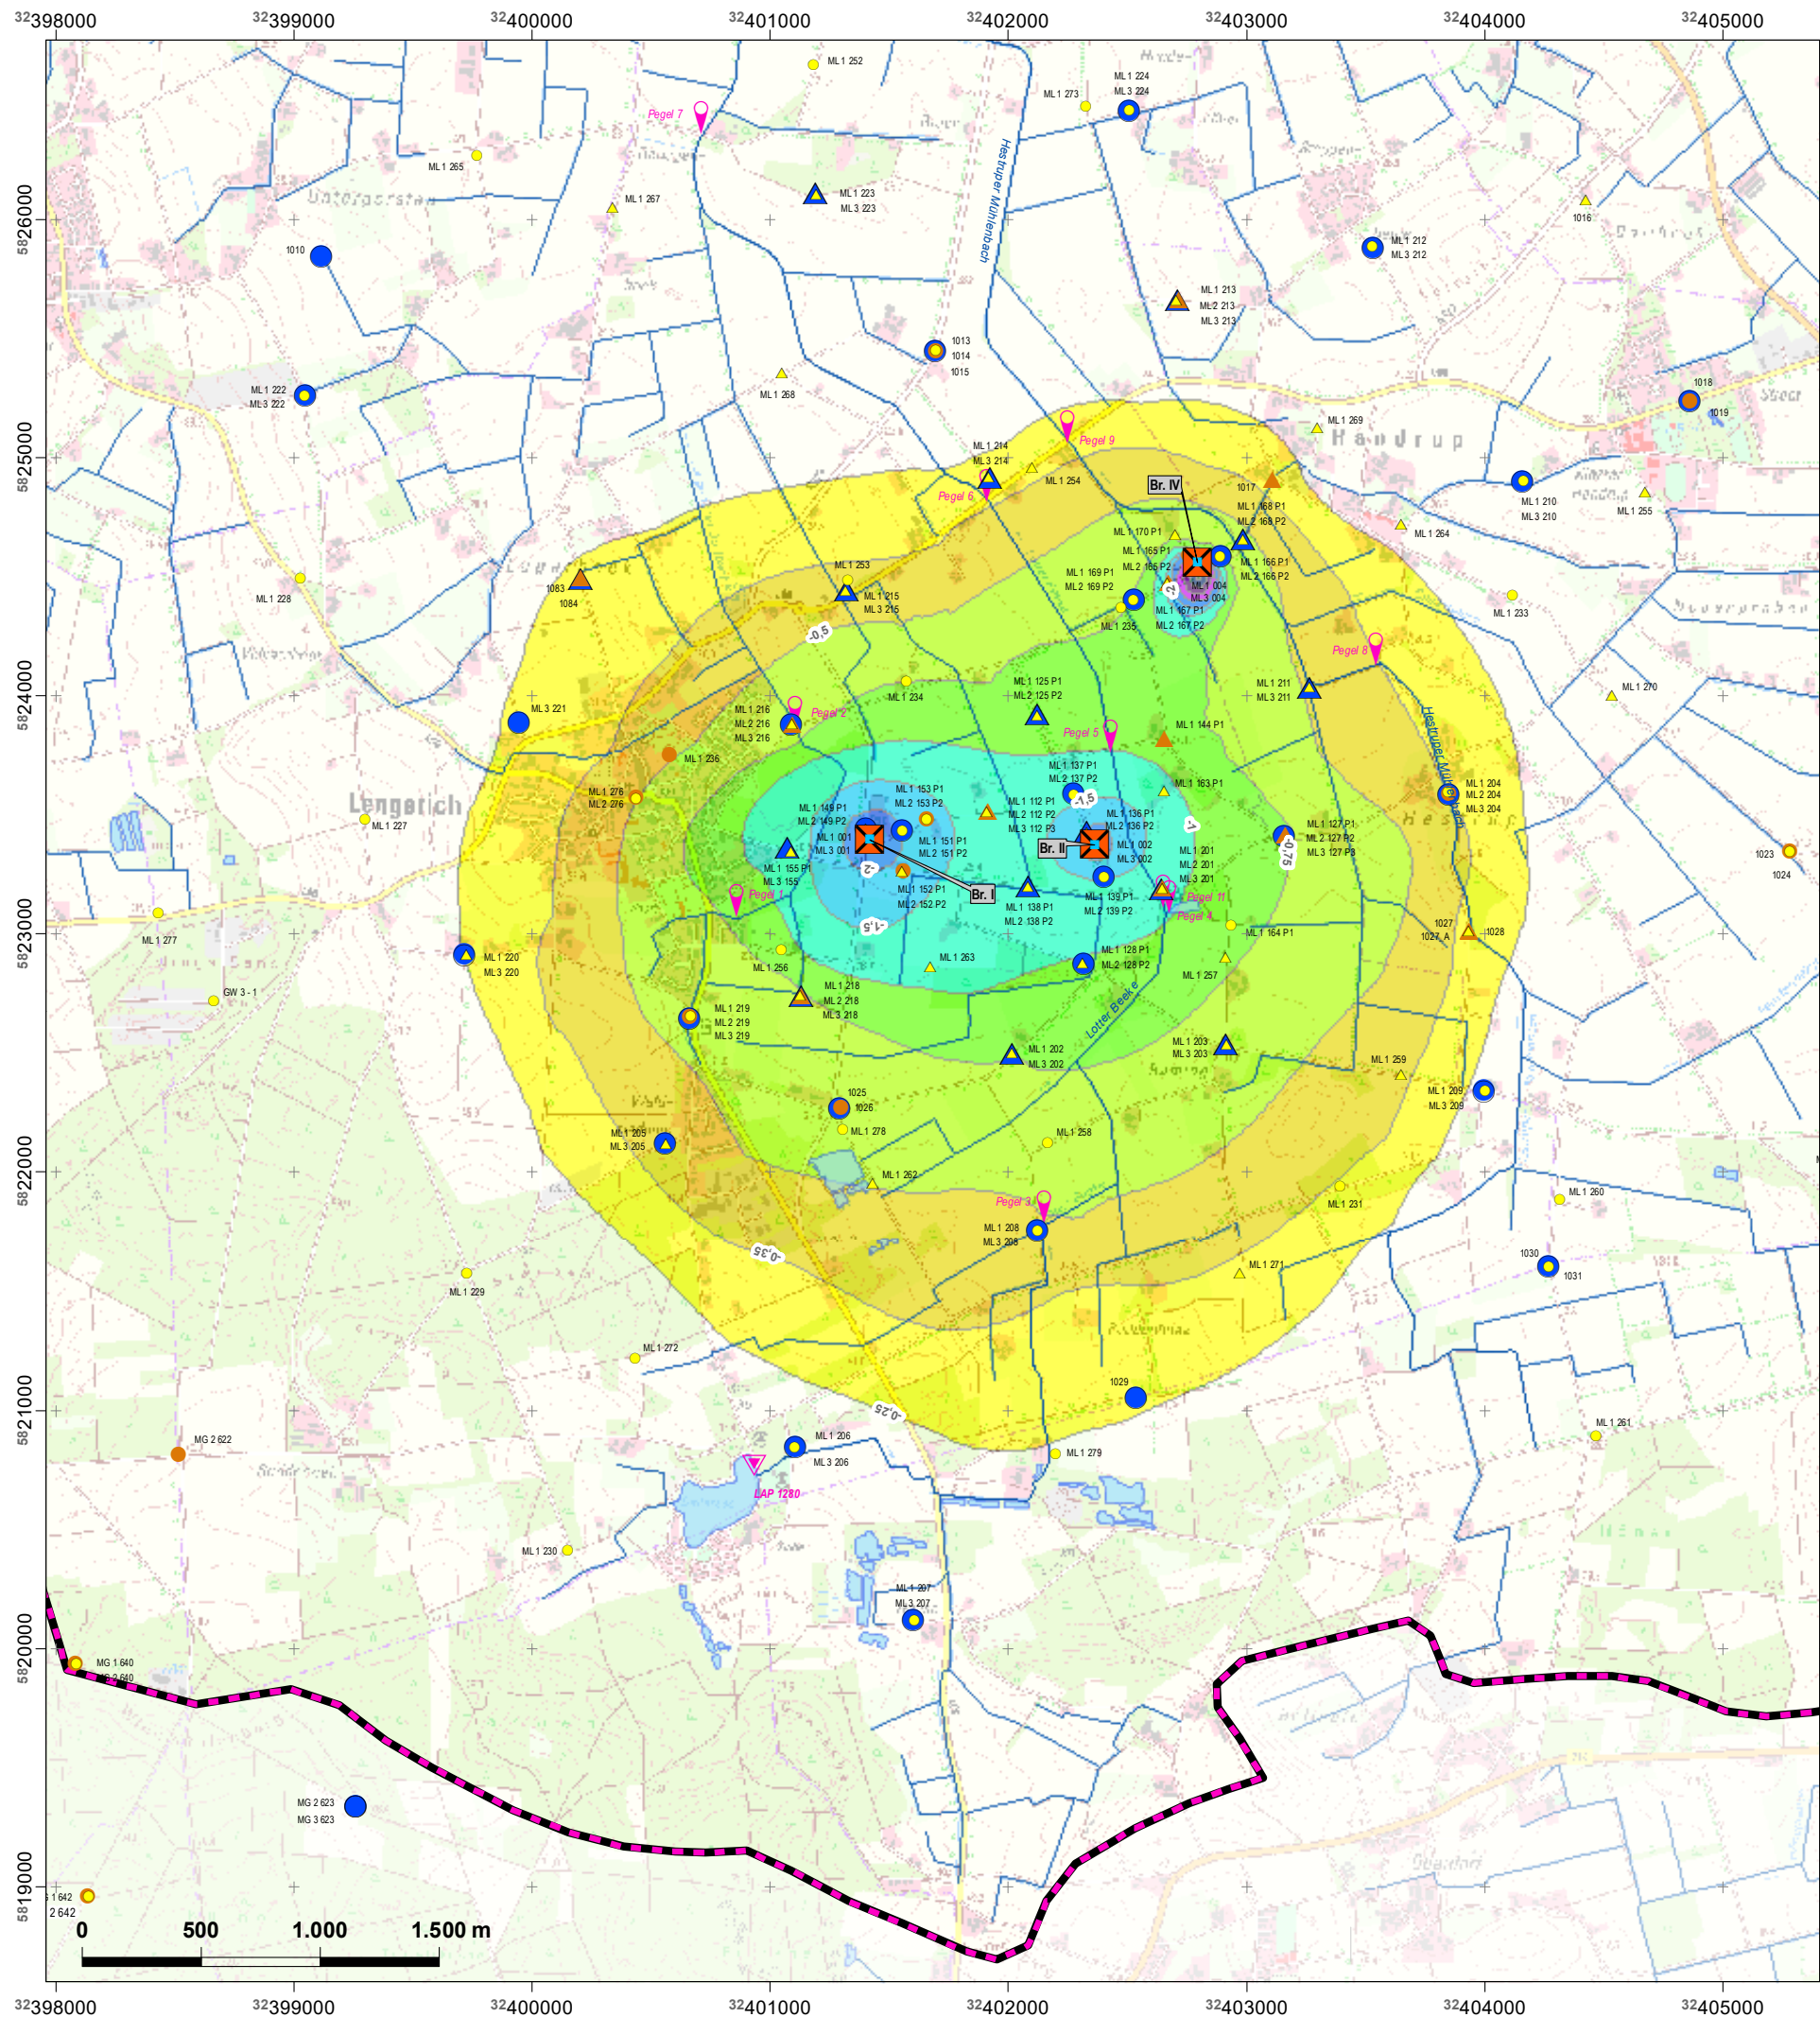 32398000 32399000 32400000 32401000 32402000 32403000 32404000 32405000
5826000
5825000
5824000
5823000
5822000
5821000
5820000
5819000
ML 1 252
ML 1 273
ML 1 224
ML 3 224
Pegel 7
ML 1 265
ML 1 267
ML 1 223
ML 3 223
Hestruper Mühlenbach
1016
1010
ML 1 212
ML 3 212
ML 1 213
ML 2 213
ML 3 213
1013
1014
1015
ML 1 222
ML 3 222
ML 1 268
1018
1019
ML 1 269
Handrup
Pegel 9
ML 1 214
ML 3 214
ML 1 254
Pegel 6
Br. IV
1017
ML 1 168 P1
ML 2 168 P2
ML 1 210
ML 3 210
ML 1 255
ML 1 264
ML 1 170 P1
ML 1 165 P1
ML 2 165 P2
ML 1 166 P1
ML 2 166 P2
ML 1 169 P1
ML 2 169 P2
ML 1 004
ML 3 004
ML 1 167 P1
ML 2 167 P2
-2
ML 1 235
ML 1 253
ML 1 215
ML 3 215
-0,5
1083
1084
ML 1 228
ML 1 233
Pegel 8
ML 1 211
ML 3 211
ML 1 270
ML 1 234
ML 1 125 P1
ML 2 125 P2
ML 3 221
ML 1 216
ML 2 216
ML 3 216
Pegel 2
Pegel 5
ML 1 144 P1
Hestruper Mühlenbach
ML 1 236
ML 1 276
ML 2 276
Lengerich
ML 1 227
ML 1 137 P1
ML 2 137 P2
ML 1 163 P1
ML 1 204
ML 2 204
ML 3 204
ML 1 153 P1
ML 2 153 P2
ML 1 149 P1
ML 2 149 P2
ML 1 112 P1
ML 2 112 P2
ML 3 112 P3
-1,5
ML 1 136 P1
ML 2 136 P2
-1
ML 1 001
ML 3 001
ML 1 151 P1
ML 2 151 P2
Br. II
ML 1 002
ML 3 002
ML 1 127 P1
ML 2 127 P2
ML 3 127 P3
-0,75
ML 1 155 P1
ML 3 155
-2
ML 1 152 P1
ML 2 152 P2
Br. I
ML 1 201
ML 2 201
ML 3 201
1023
1024
Pegel 1
ML 1 138 P1
ML 2 138 P2
ML 1 139 P1
ML 2 139 P2
Pegel 11
Pegel 4
-1,5
ML 1 164 P1
1027
1027_A
1028
ML 1 277
ML 1 220
ML 3 220
ML 1 256
ML 1 263
ML 1 128 P1
ML 2 128 P2
ML 1 257
GW 3 - 1
ML 1 218
ML 2 218
ML 3 218
ML 1 219
ML 2 219
ML 3 219
Lotter Beeke
ML 1 202
ML 3 202
ML 1 203
ML 3 203
ML 1 259
ML 1 209
ML 3 209
1025
1026
ML 1 278
ML 1 205
ML 3 205
ML 1 258
ML 1 262
Pegel 3
ML 1 231
ML 1 260
ML 1 208
ML 3 208
-0,35
ML 1 229
ML 1 271
1030
1031
ML 1 272
1029
-0,25
ML 1 261
MG 2 622
ML 1 206
ML 3 206
ML 1 279
LAP 1280
ML 1 230
ML 1 207
ML 3 207
MG 1 640
MG 2 640
MG 2 623
MG 3 623
1 642
2 642
0 500 1.000 1.500 m
32398000 32399000 32400000 32401000 32402000 32403000 32404000 32405000